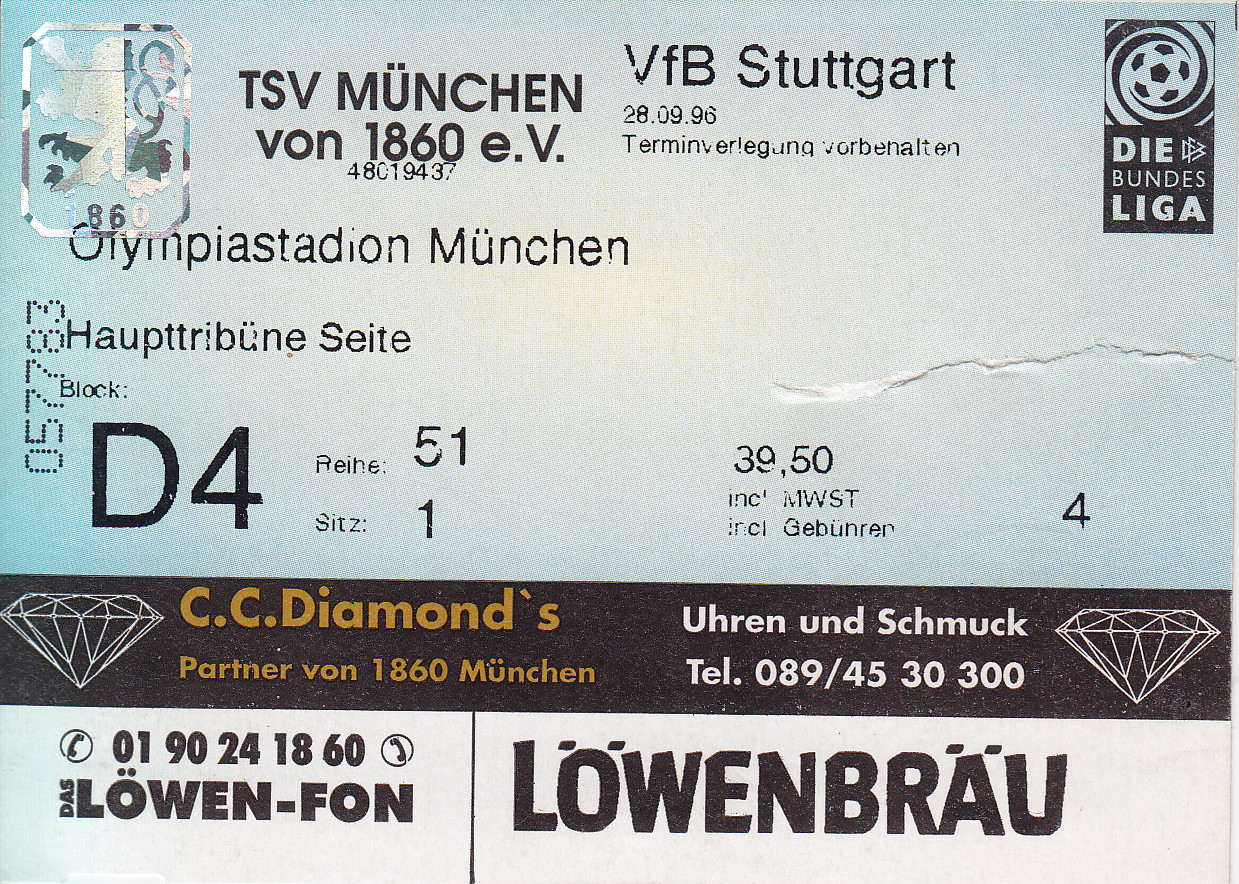 TSV MÜNCHEN
von 1860 e.V.
48019437
VfB Stuttgart
28.09.96
Terminverlegung vorbehalten
DIE
BUNDES
LIGA
1860
Olympiastadion München
Haupttribüne Seite
057783
Block:
D4
Reihe: 51
Sitz: 1
39,50
incl MWST
incl Gebühren
4
C.C.Diamond`s
Partner von 1860 München
Uhren und Schmuck
Tel. 089/45 30 300
01 90 24 18 60
DAS LÖWEN-FON
LÖWENBRÄU